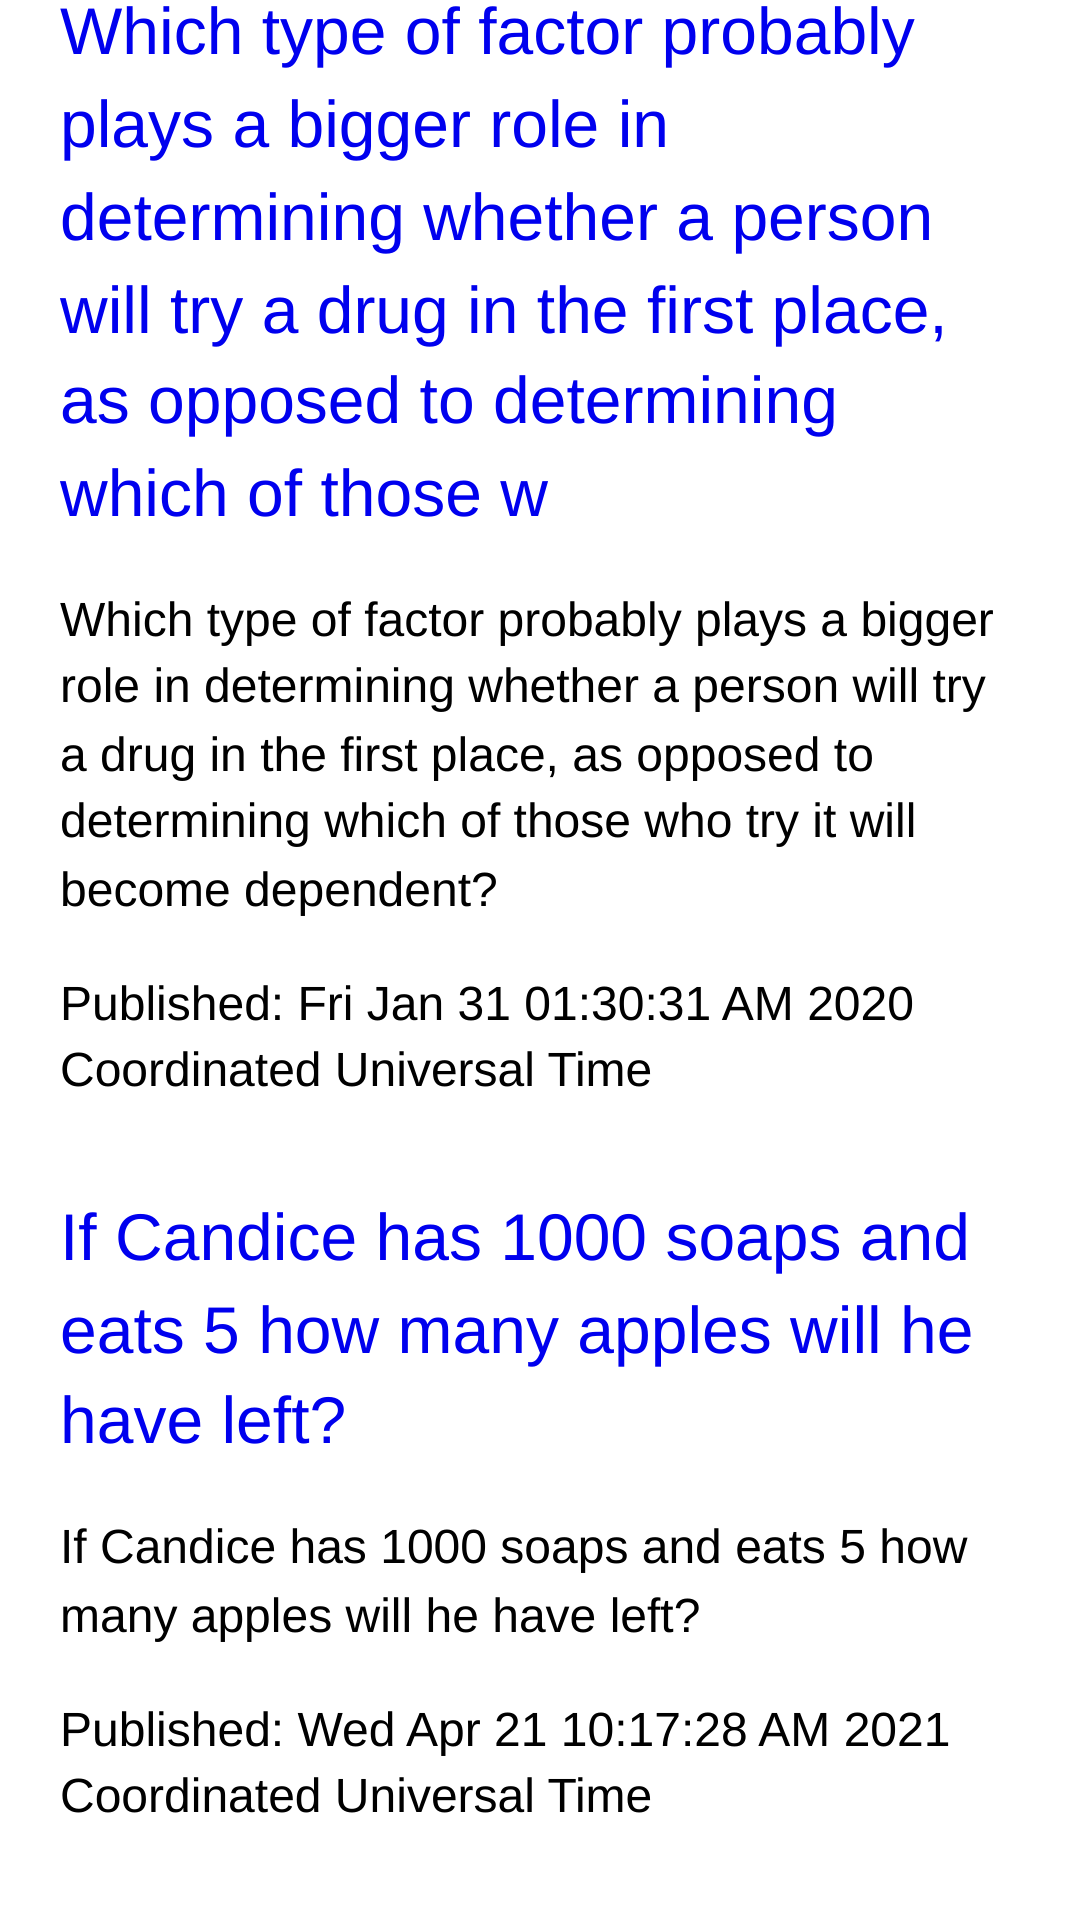 Which type of factor probably
plays a bigger role in
determining whether a person
will try a drug in the first place,
as opposed to determining
which of those w
Which type of factor probably plays a bigger
role in determining whether a person will try
a drug in the first place, as opposed to
determining which of those who try it will
become dependent?
Published: Fri Jan 31 01:30:31 AM 2020
Coordinated Universal Time
If Candice has 1000 soaps and
eats 5 how many apples will he
have left?
If Candice has 1000 soaps and eats 5 how
many apples will he have left?
Published: Wed Apr 21 10:17:28 AM 2021
Coordinated Universal Time